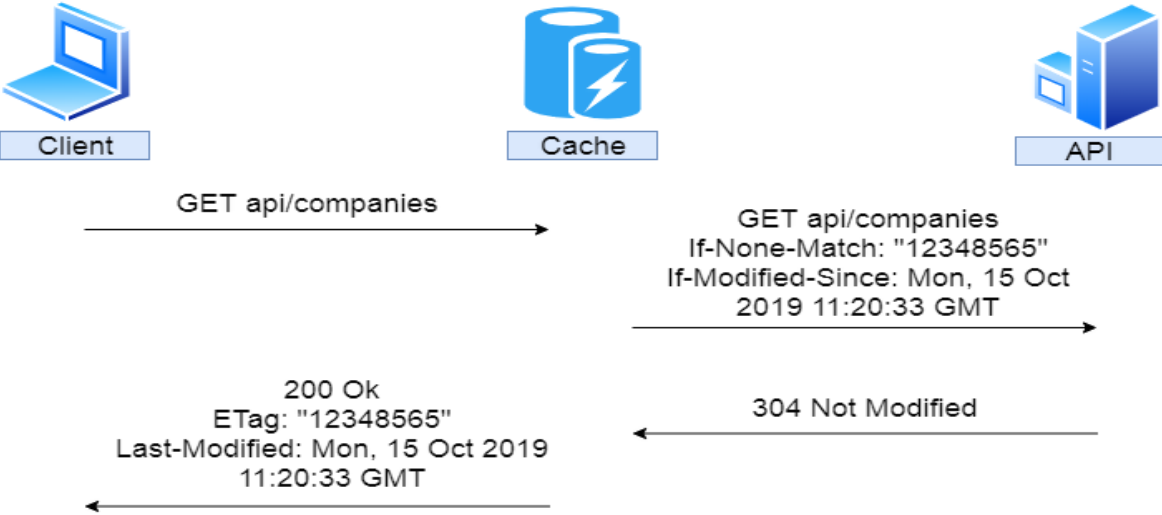 Client
Cache
API
GET api/companies
GET api/companies
If-None-Match: "12348565"
If-Modified-Since: Mon, 15 Oct
2019 11:20:33 GMT
304 Not Modified
200 Ok
ETag: "12348565"
Last-Modified: Mon, 15 Oct 2019
11:20:33 GMT